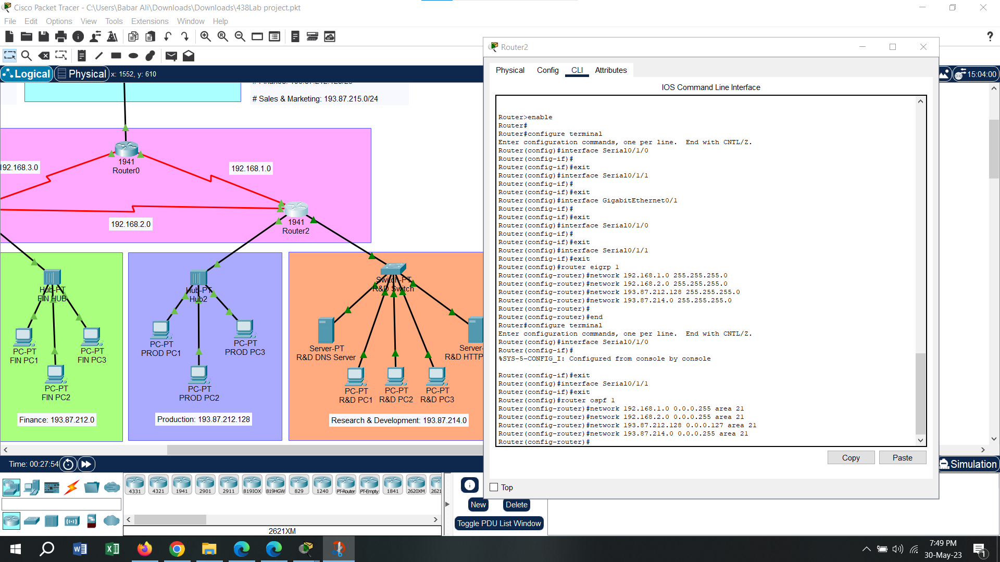 Cisco Packet Tracer - C:\Users\Babar Ali\Downloads\Downloads\438Lab project.pkt
File Edit Options View Tools Extensions Window Help
Logical Physical x: 1552, y: 610
15:04:00
# Sales & Marketing: 193.87.215.0/24
1941
Router0
192.168.3.0
192.168.1.0
192.168.2.0
1941
Router2
Hub-PT
FIN HUB
PC-PT
FIN PC1
PC-PT
FIN PC3
PC-PT
FIN PC2
Finance: 193.87.212.0
Hub-PT
Hub2
PC-PT
PROD PC1
PC-PT
PROD PC3
PC-PT
PROD PC2
Production: 193.87.212.128
Switch-PT
R&D Switch
Server-PT
R&D DNS Server
Server-
R&D HTTP
PC-PT
R&D PC1
PC-PT
R&D PC2
PC-PT
R&D PC3
Research & Development: 193.87.214.0
Router2
Physical Config CLI Attributes
IOS Command Line Interface
Router>enable
Router#
Router#configure terminal
Enter configuration commands, one per line.  End with CNTL/Z.
Router(config)#interface Serial0/1/0
Router(config-if)#
Router(config-if)#exit
Router(config)#interface Serial0/1/1
Router(config-if)#
Router(config-if)#exit
Router(config)#interface GigabitEthernet0/1
Router(config-if)#
Router(config-if)#exit
Router(config)#interface Serial0/1/0
Router(config-if)#
Router(config-if)#exit
Router(config)#interface Serial0/1/1
Router(config-if)#exit
Router(config)#router eigrp 1
Router(config-router)#network 192.168.1.0 255.255.255.0
Router(config-router)#network 192.168.2.0 255.255.255.0
Router(config-router)#network 193.87.212.128 255.255.255.0
Router(config-router)#network 193.87.214.0 255.255.255.0
Router(config-router)#
Router(config-router)#end
Router#configure terminal
Enter configuration commands, one per line.  End with CNTL/Z.
Router(config)#interface Serial0/1/0
Router(config-if)#
%SYS-5-CONFIG_I: Configured from console by console
Router(config-if)#exit
Router(config)#interface Serial0/1/1
Router(config-if)#exit
Router(config)#router ospf 1
Router(config-router)#network 192.168.1.0 0.0.0.255 area 21
Router(config-router)#network 192.168.2.0 0.0.0.255 area 21
Router(config-router)#network 193.87.212.128 0.0.0.127 area 21
Router(config-router)#network 193.87.214.0 0.0.0.255 area 21
Router(config-router)#
Copy Paste
Top
Time: 00:27:54
Simulation
4331 4321 1941 2901 2911 819IOX 819HGW 829 1240 PT-Router PT-Empty 1841 2620XM 2621
2621XM
New Delete
Toggle PDU List Window
7:49 PM
30-May-23
1